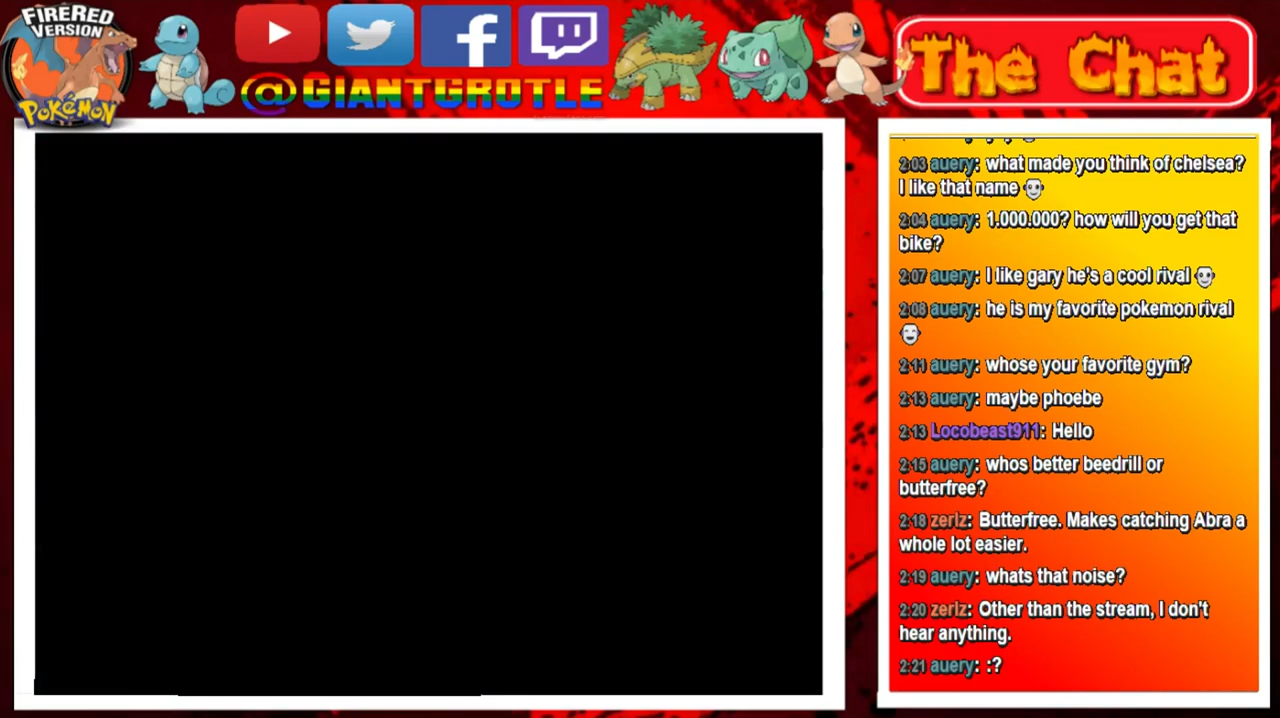 FIRERED
VERSION
POKéMON
@GIANTGROTLE
The Chat
2:03 auery: what made you think of chelsea?
I like that name
2:04 auery: 1.000.000? how will you get that
bike?
2:07 auery: I like gary he's a cool rival
2:08 auery: he is my favorite pokemon rival
2:11 auery: whose your favorite gym?
2:13 auery: maybe phoebe
2:13 Locobeast911: Hello
2:15 auery: whos better beedrill or
butterfree?
2:18 zerlz: Butterfree. Makes catching Abra a
whole lot easier.
2:19 auery: whats that noise?
2:20 zerlz: Other than the stream, I don't
hear anything.
2:21 auery: :?